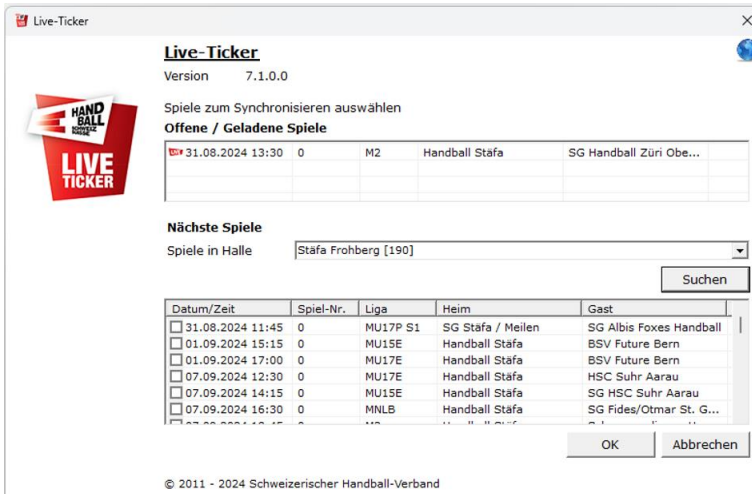 Live-Ticker
Live-Ticker
Version 7.1.0.0
HAND
BALL
SCHWEIZ
SUISSE
LIVE
TICKER
Spiele zum Synchronisieren auswählen
Offene / Geladene Spiele
LIVE 31.08.2024 13:30 0 M2 Handball Stäfa SG Handball Züri Obe...
Nächste Spiele
Spiele in Halle Stäfa Frohberg [190]
Suchen
Datum/Zeit Spiel-Nr. Liga Heim Gast
31.08.2024 11:45 0 MU17P S1 SG Stäfa / Meilen SG Albis Foxes Handball
01.09.2024 15:15 0 MU15E Handball Stäfa BSV Future Bern
01.09.2024 17:00 0 MU17E Handball Stäfa BSV Future Bern
07.09.2024 12:30 0 MU17E Handball Stäfa HSC Suhr Aarau
07.09.2024 14:15 0 MU15E Handball Stäfa SG HSC Suhr Aarau
07.09.2024 16:30 0 MNLB Handball Stäfa SG Fides/Otmar St. G...
OK Abbrechen
© 2011 - 2024 Schweizerischer Handball-Verband